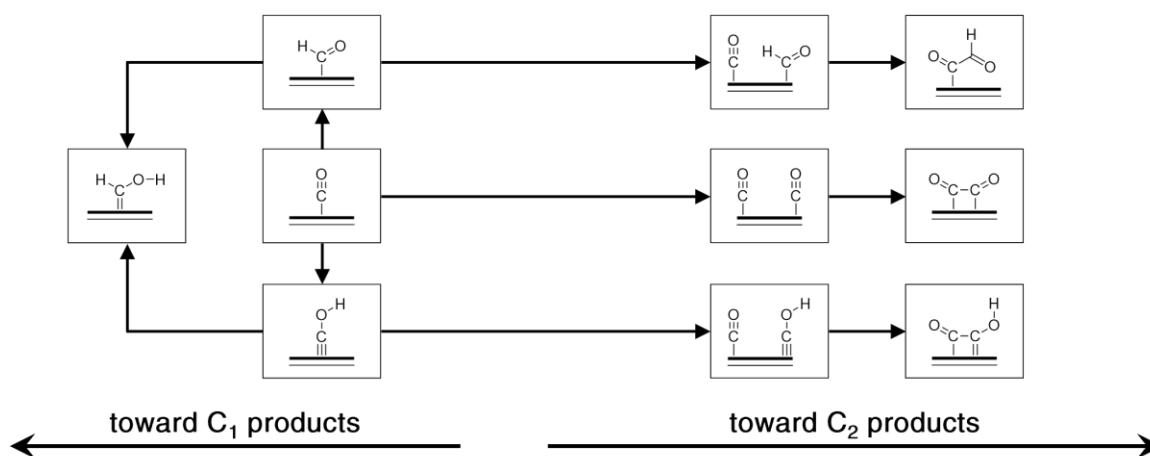 H O
C
O
H O
C C
H
O C
C O
H O H
C
O
C
O O
C C
O O
C C
H
O
C
H
O O
C C
H
O O
C C
toward C₁ products
toward C₂ products